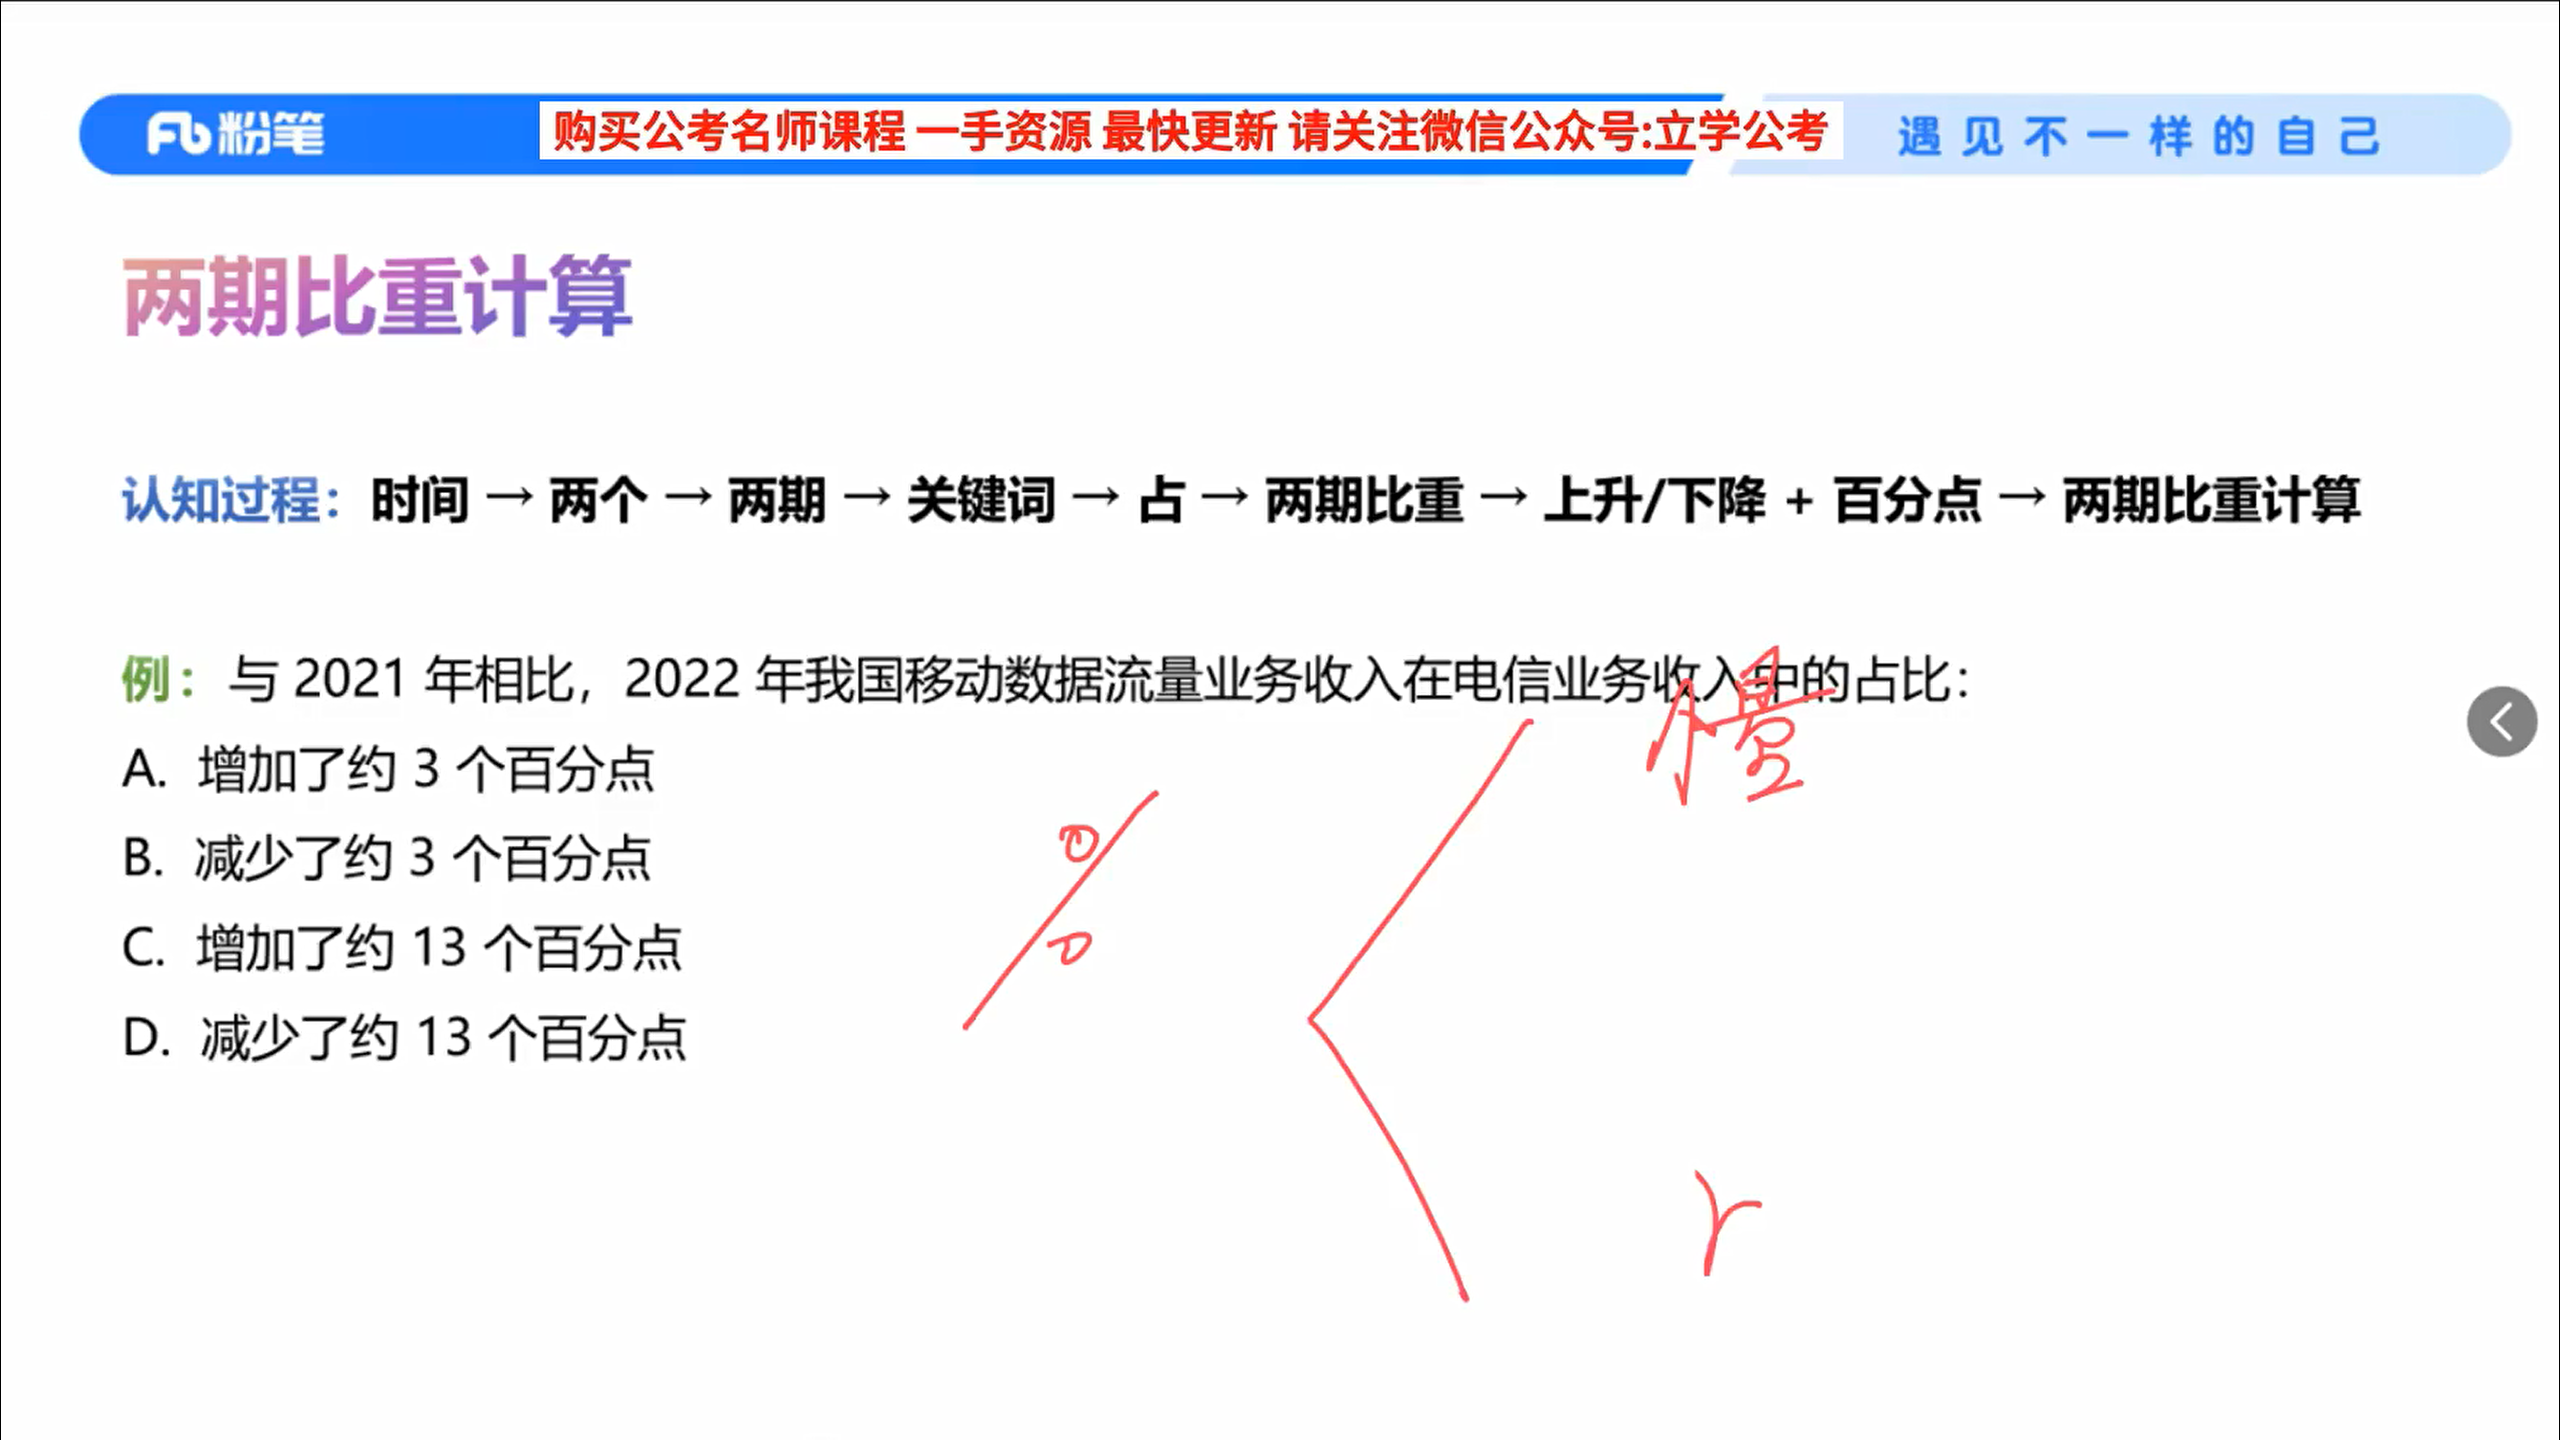 粉笔
购买公考名师课程 一手资源 最快更新 请关注微信公众号:立学公考
遇见不一样的自己
两期比重计算
认知过程：时间 → 两个 → 两期 → 关键词 → 占 → 两期比重 → 上升/下降 + 百分点 → 两期比重计算
例：与 2021 年相比，2022 年我国移动数据流量业务收入在电信业务收入中的占比：
A. 增加了约 3 个百分点
B. 减少了约 3 个百分点
C. 增加了约 13 个百分点
D. 减少了约 13 个百分点
r